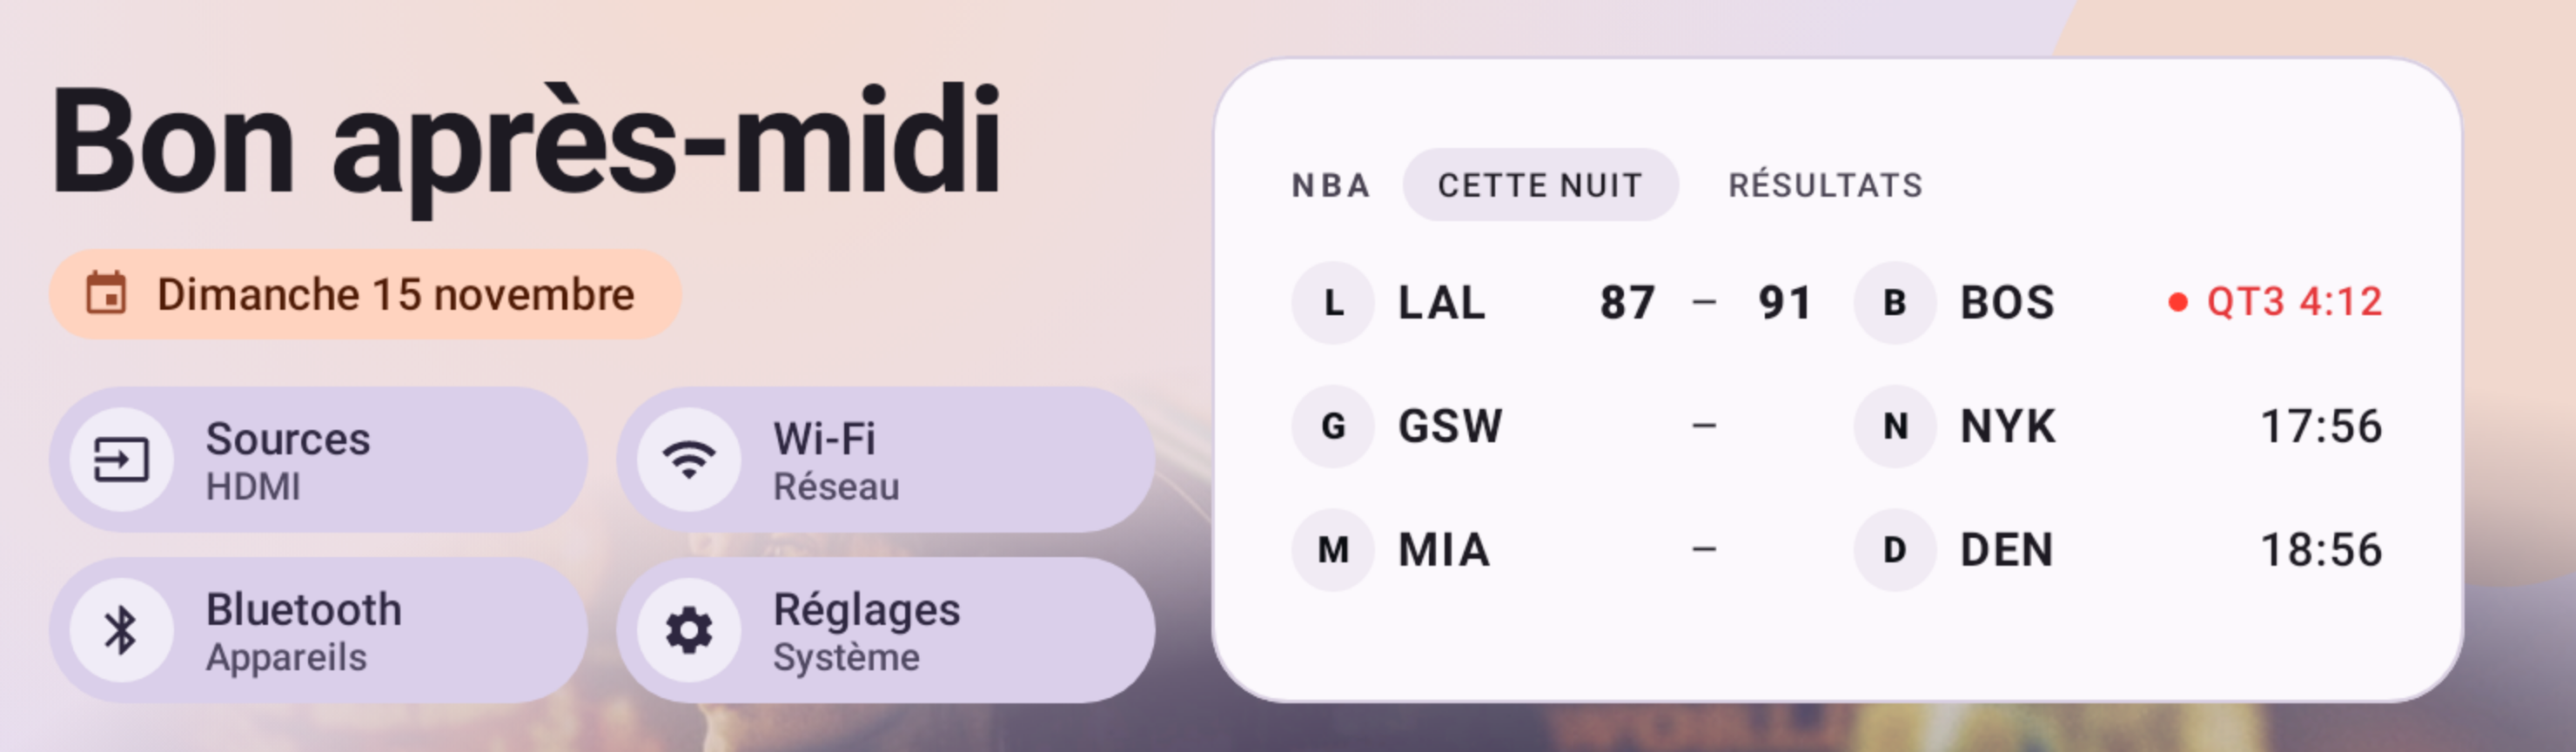 Bon après-midi
Dimanche 15 novembre
Sources
HDMI
Wi-Fi
Réseau
Bluetooth
Appareils
Réglages
Système
NBA CETTE NUIT RÉSULTATS
L LAL 87 – 91 B BOS QT3 4:12
G GSW – N NYK 17:56
M MIA – D DEN 18:56